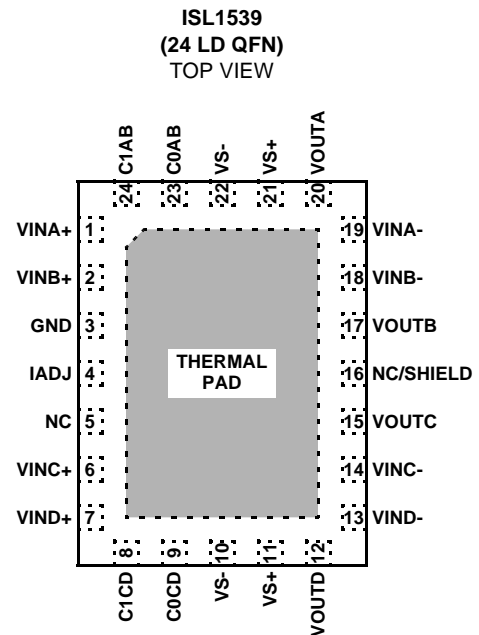 ISL1539
(24 LD QFN)
TOP VIEW
24 C1AB
23 C0AB
22 VS-
21 VS+
20 VOUTA
VINA+ 1
VINB+ 2
GND 3
IADJ 4
NC 5
VINC+ 6
VIND+ 7
THERMAL
PAD
19 VINA-
18 VINB-
17 VOUTB
16 NC/SHIELD
15 VOUTC
14 VINC-
13 VIND-
C1CD 8
C0CD 9
VS- 10
VS+ 11
VOUTD 12